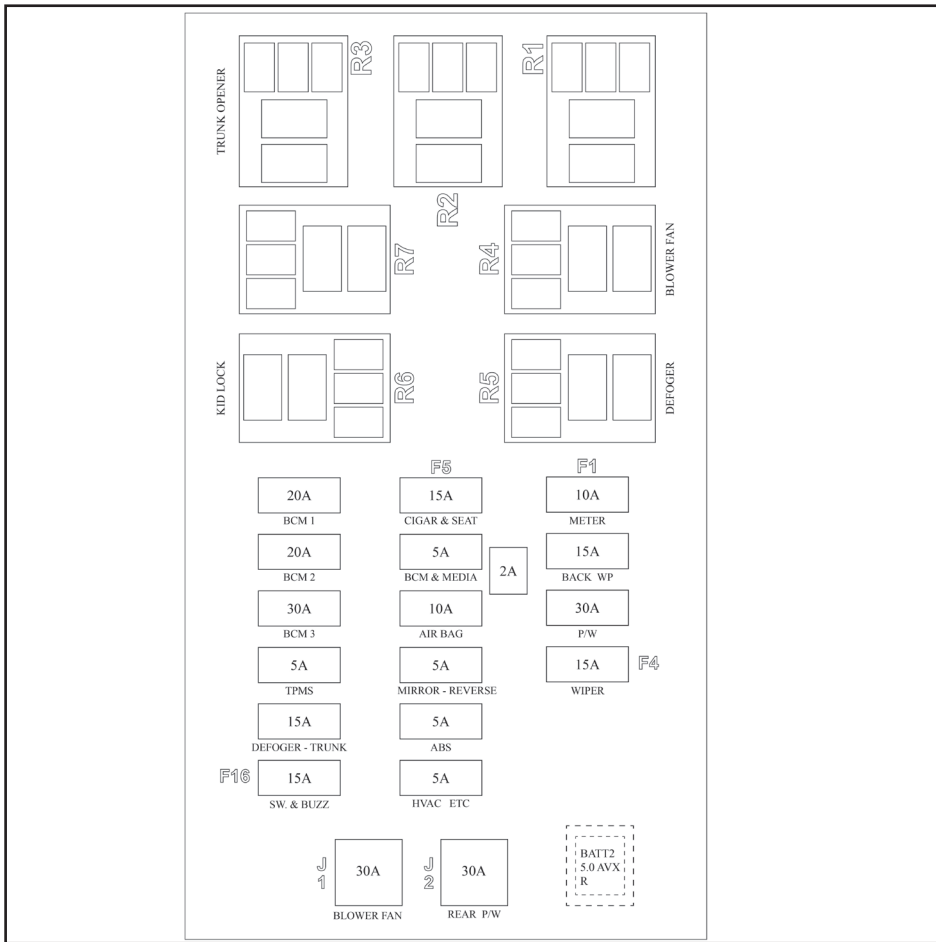 TRUNK OPENER
R3
R2
R1
R7
R4
BLOWER FAN
KID LOCK
R6
R5
DEFOGER
F5
F1
20A
BCM 1
15A
CIGAR & SEAT
10A
METER
20A
BCM 2
5A
BCM & MEDIA
2A
15A
BACK WP
30A
BCM 3
10A
AIR BAG
30A
P/W
5A
TPMS
5A
MIRROR - REVERSE
15A
F4
WIPER
15A
DEFOGER - TRUNK
5A
ABS
F16
15A
SW. & BUZZ
5A
HVAC ETC
J 1
30A
BLOWER FAN
J 2
30A
REAR P/W
BATT2
5.0 AVX
R